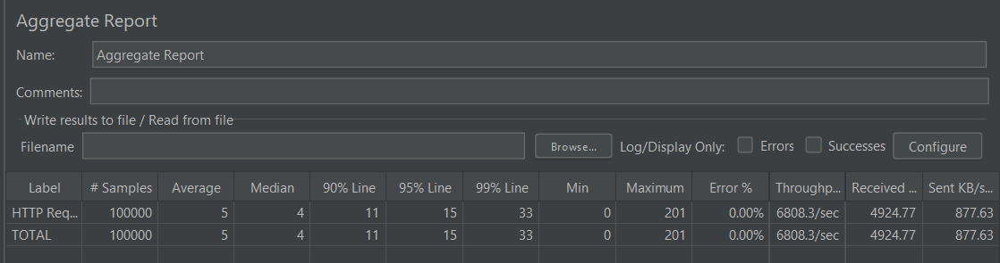 Aggregate Report
Name: Aggregate Report
Comments:
Write results to file / Read from file
Filename Browse... Log/Display Only: Errors Successes Configure
Label # Samples Average Median 90% Line 95% Line 99% Line Min Maximum Error % Throughp... Received ... Sent KB/s...
HTTP Req... 100000 5 4 11 15 33 0 201 0.00% 6808.3/sec 4924.77 877.63
TOTAL 100000 5 4 11 15 33 0 201 0.00% 6808.3/sec 4924.77 877.63